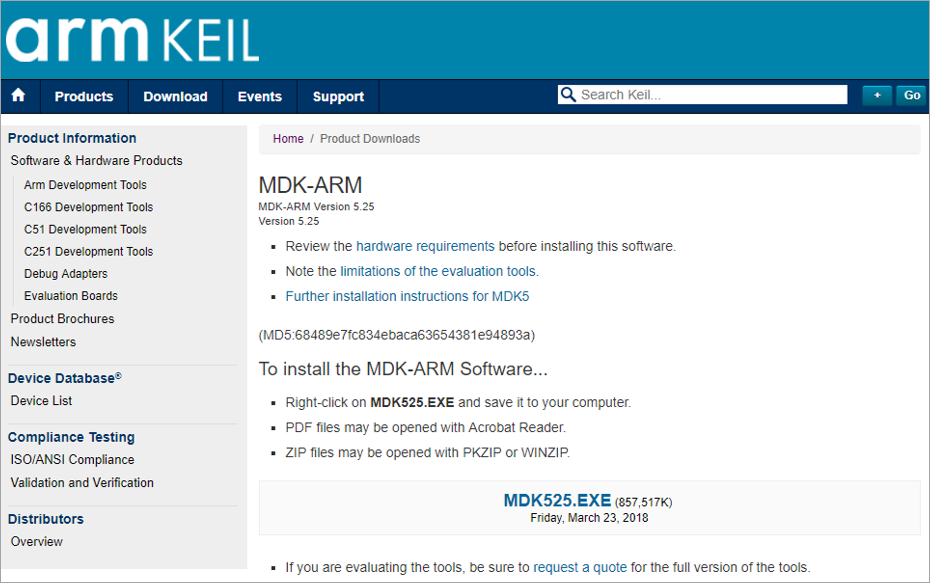 arm KEIL
Products Download Events Support Search Keil... + Go
Product Information
Software & Hardware Products
Arm Development Tools
C166 Development Tools
C51 Development Tools
C251 Development Tools
Debug Adapters
Evaluation Boards
Product Brochures
Newsletters
Device Database®
Device List
Compliance Testing
ISO/ANSI Compliance
Validation and Verification
Distributors
Overview
Home / Product Downloads
MDK-ARM
MDK-ARM Version 5.25
Version 5.25
Review the hardware requirements before installing this software.
Note the limitations of the evaluation tools.
Further installation instructions for MDK5
(MD5:68489e7fc834ebaca63654381e94893a)
To install the MDK-ARM Software...
Right-click on MDK525.EXE and save it to your computer.
PDF files may be opened with Acrobat Reader.
ZIP files may be opened with PKZIP or WINZIP.
MDK525.EXE (857,517K)
Friday, March 23, 2018
If you are evaluating the tools, be sure to request a quote for the full version of the tools.